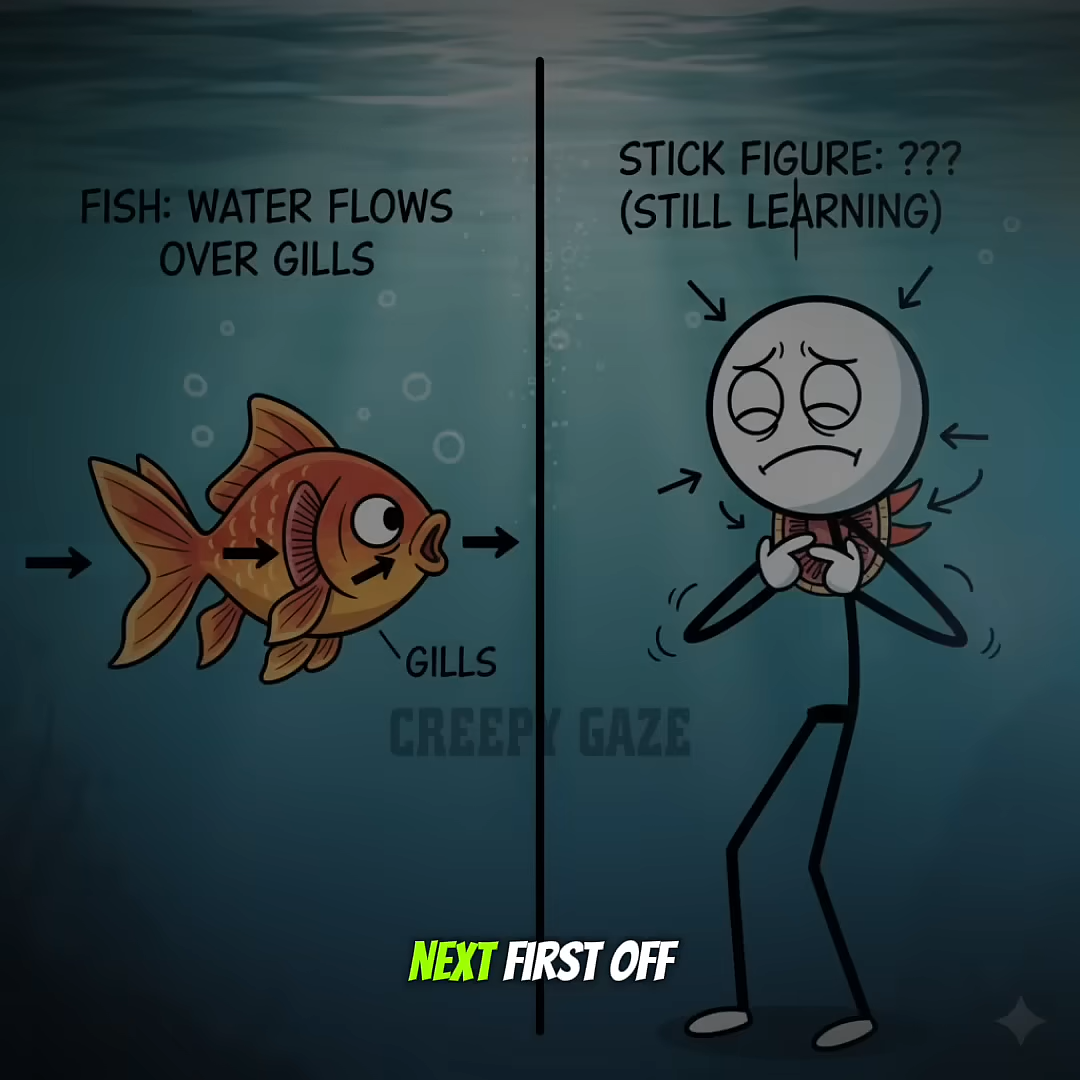 FISH: WATER FLOWS
OVER GILLS
STICK FIGURE: ???
(STILL LEARNING)
GILLS
CREEPY GAZE
NEXT FIRST OFF